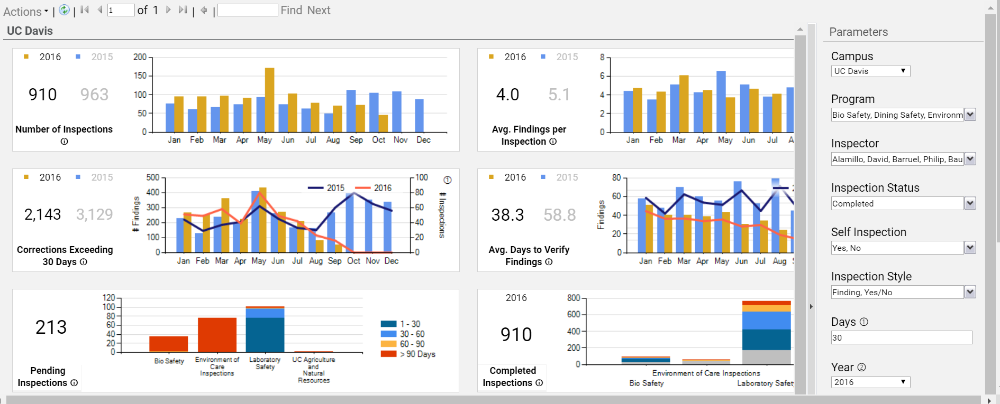 Actions | | 1 of 1 | | Find Next
UC Davis
2016 2015
910 963
Number of Inspections
200
150
100
50
0
Jan Feb Mar Apr May Jun Jul Aug Sep Oct Nov Dec
2016 2015
4.0 5.1
Avg. Findings per
Inspection
8
6
4
2
0
Jan Feb Mar Apr May Jun Jul A
2016 2015
2,143 3,129
Corrections Exceeding
30 Days
# Findings
500
400
300
200
100
0
2015 2016
100
80
60
40
20
0
# Inspections
1
Jan Feb Mar Apr May Jun Jul Aug Sep Oct Nov Dec
2016 2015
38.3 58.8
Avg. Days to Verify
Findings
Findings
80
60
40
20
0
Jan Feb Mar Apr May Jun Jul Aug
213
Pending
Inspections
120
100
80
60
40
20
0
Bio Safety
Environment of
Care
Inspections
Laboratory
Safety
UC Agriculture
and
Natural
Resources
1 - 30
30 - 60
60 - 90
> 90 Days
2016
910
Completed
Inspections
800
600
400
200
0
Environment of Care Inspections
Bio Safety Laboratory Safet
Parameters
Campus
UC Davis
Program
Bio Safety, Dining Safety, Environm
Inspector
Alamillo, David, Barruel, Philip, Bau
Inspection Status
Completed
Self Inspection
Yes, No
Inspection Style
Finding, Yes/No
Days 1
30
Year 2
2016